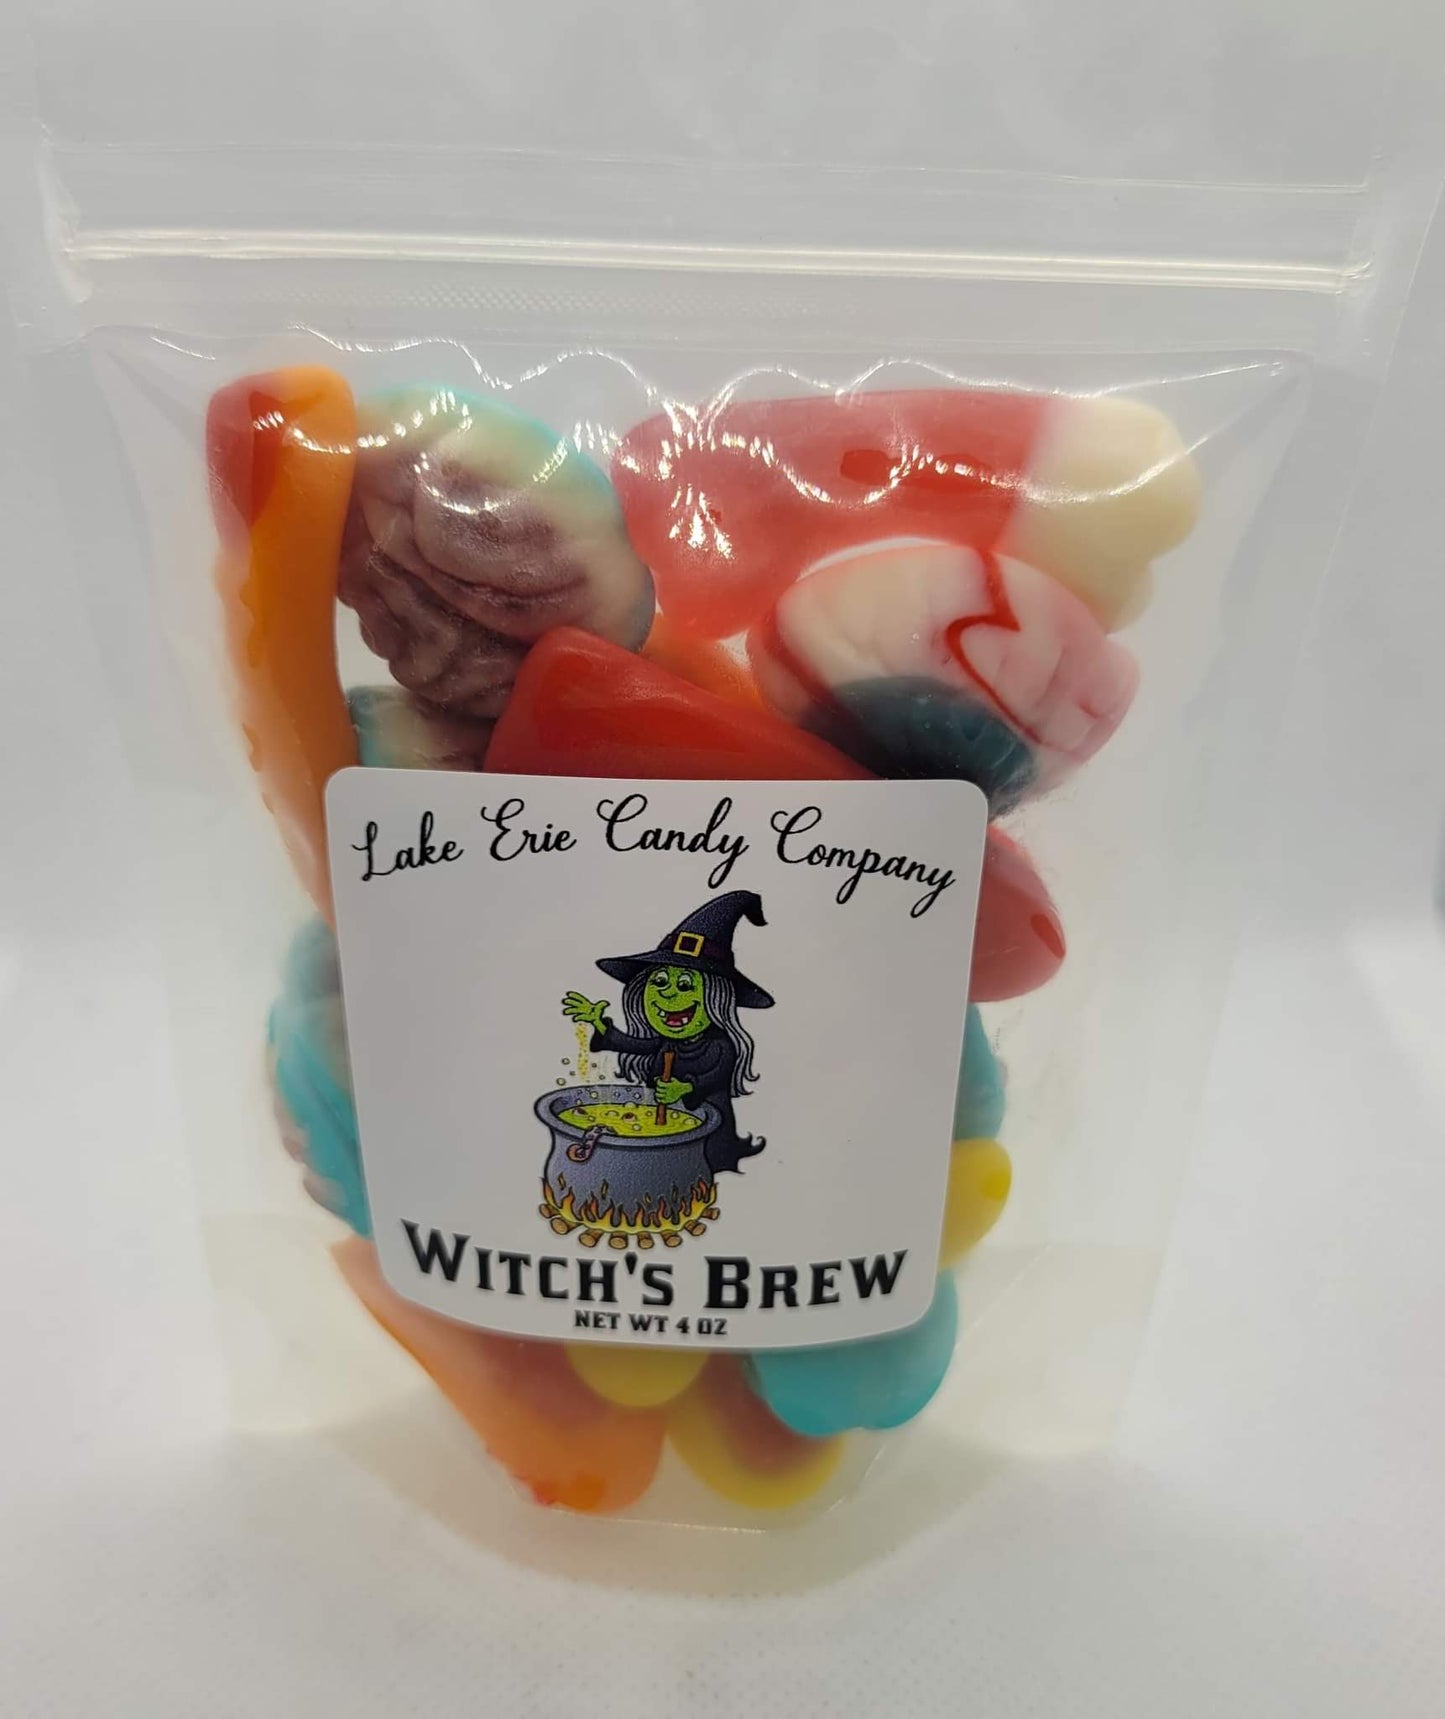 Lake Erie Candy Company
Witch's Brew
NET WT 4 OZ